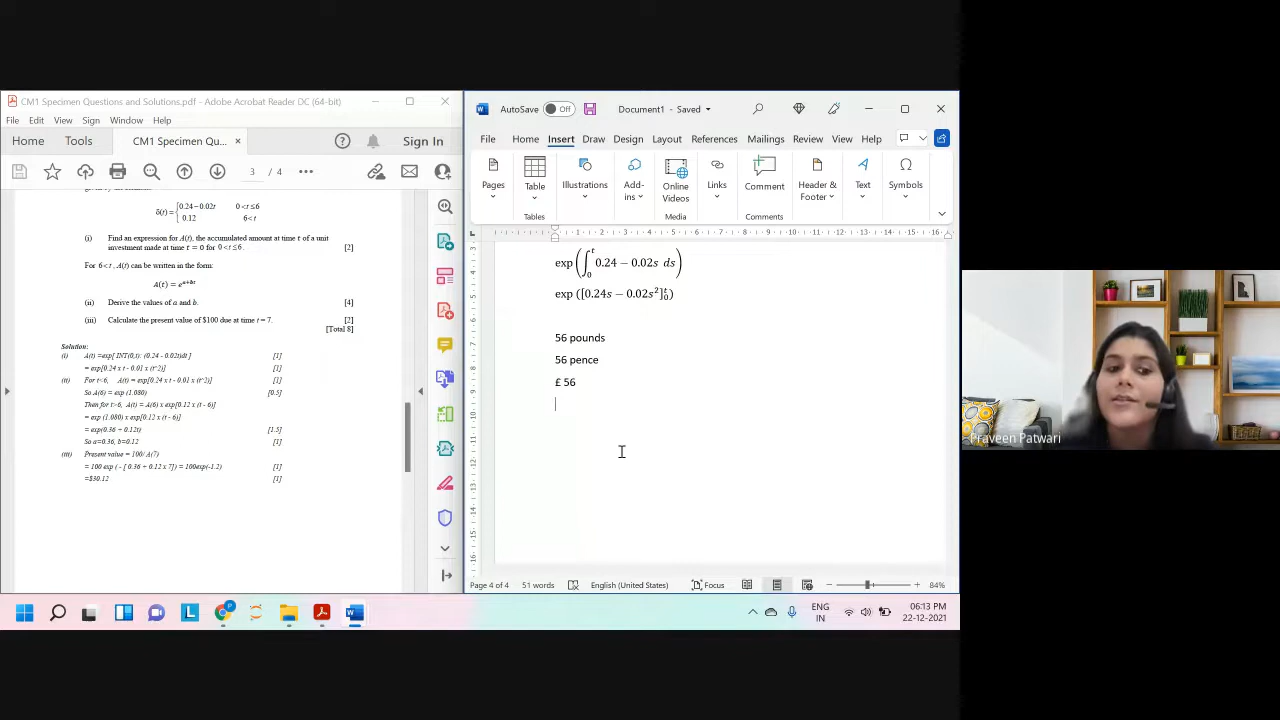 CM1 Specimen Questions and Solutions.pdf - Adobe Acrobat Reader DC (64-bit)
File Edit View Sign Window Help
Home Tools CM1 Specimen Qu... × Sign In
3 / 4
δ(t) = { 0.24−0.02t 0<t≤6
0.12 6<t
(i) Find an expression for A(t), the accumulated amount at time t of a unit
investment made at time t = 0 for 0<t≤6. [2]
For 6<t, A(t) can be written in the form:
A(t) = e^{a+bt}
(ii) Derive the values of a and b. [4]
(iii) Calculate the present value of $100 due at time t = 7. [2]
[Total 8]
Solution:
(i) A(t) =exp[ INT(0,t: (0.24 - 0.02t)dt ] [1]
= exp[0.24 x t - 0.01 x (t^2)] [1]
(ii) For t<6, A(t) = exp[0.24 x t - 0.01 x (t^2)] [1]
So A(6) = exp (1.080) [0.5]
Then for t>6, A(t) = A(6) x exp[0.12 x (t - 6)]
= exp (1.080) x exp[0.12 x (t - 6)]
= exp(0.36 + 0.12t) [1.5]
So a=0.36, b=0.12 [1]
(iii) Present value = 100/ A(7)
= 100 exp ( - [ 0.36 + 0.12 x 7]) = 100exp(-1.2) [1]
=$30.12 [1]
AutoSave Off Document1 - Saved
File Home Insert Draw Design Layout References Mailings Review View Help
Pages Table Illustrations Add-ins Online Videos Links Comment Header & Footer Text Symbols
Tables Media Comments
exp(∫₀ᵗ 0.24 − 0.02s ds)
exp ([0.24s − 0.02s²]₀ᵗ)
56 pounds
56 pence
£ 56
Page 4 of 4 51 words English (United States) Focus 84%
ENG
IN
06:13 PM
22-12-2021
Praveen Patwari